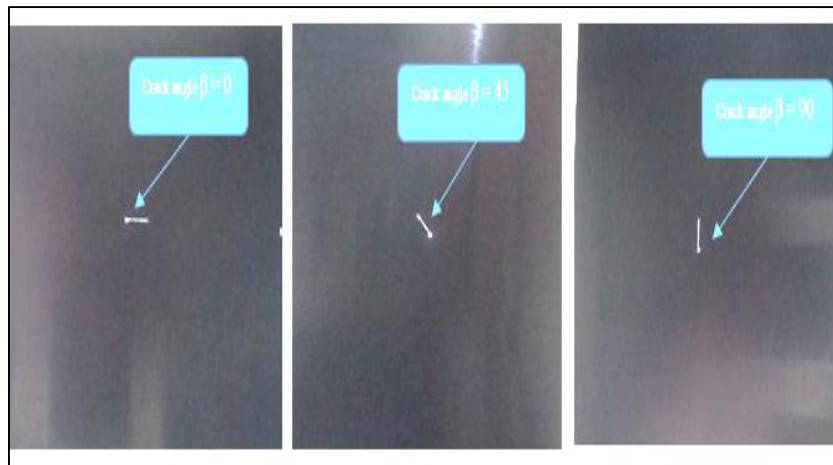 Crack angle β = 0
Crack angle β = 45
Crack angle β = 90